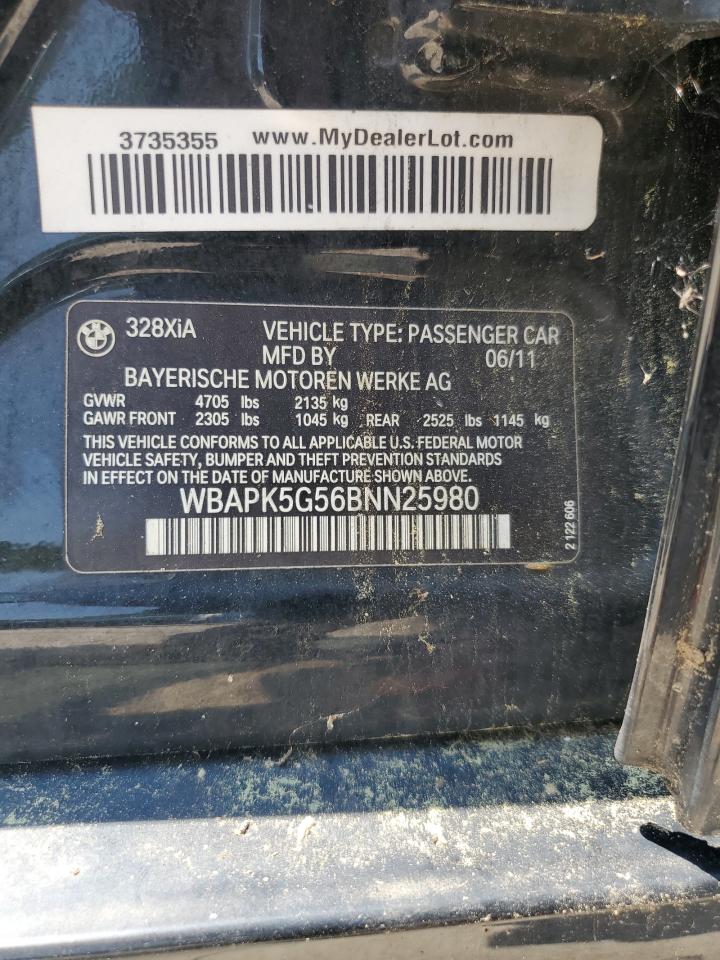 3735355 www.MyDealerLot.com
BMW
328XiA VEHICLE TYPE: PASSENGER CAR
MFD BY 06/11
BAYERISCHE MOTOREN WERKE AG
GVWR 4705 lbs 2135 kg
GAWR FRONT 2305 lbs 1045 kg REAR 2525 lbs 1145 kg
THIS VEHICLE CONFORMS TO ALL APPLICABLE U.S. FEDERAL MOTOR
VEHICLE SAFETY, BUMPER AND THEFT PREVENTION STANDARDS
IN EFFECT ON THE DATE OF MANUFACTURE SHOWN ABOVE.
WBAPK5G56BNN25980
2 122 606